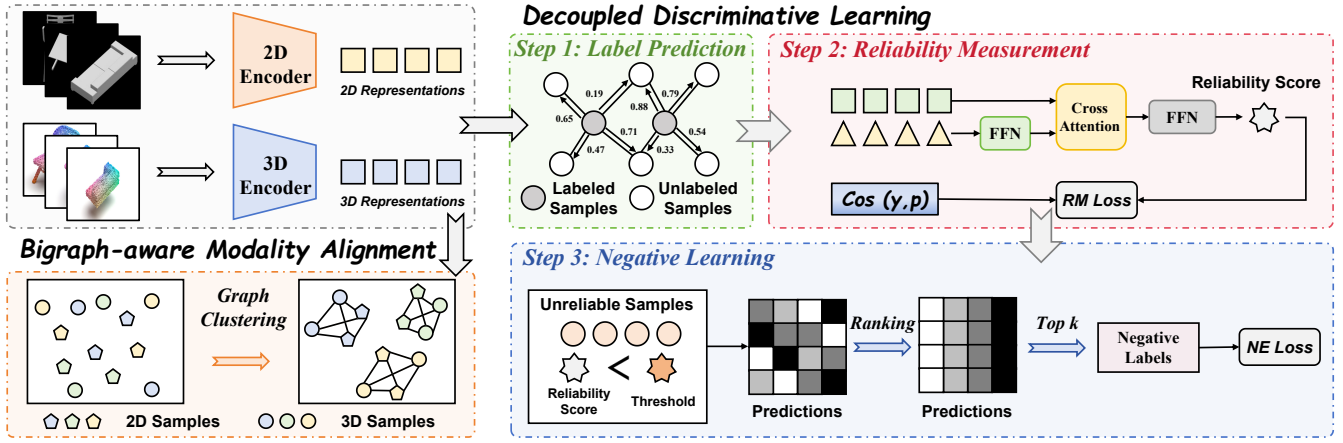 2D
Encoder
2D Representations
3D
Encoder
3D Representations
Decoupled Discriminative Learning
Step 1: Label Prediction
0.19
0.79
0.88
0.65
0.71
0.54
0.47
0.33
Labeled
Samples
Unlabeled
Samples
Step 2: Reliability Measurement
Reliability Score
FFN
Cross
Attention
FFN
Cos (y,p)
RM Loss
Bigraph-aware Modality Alignment
Graph
Clustering
2D Samples
3D Samples
Step 3: Negative Learning
Unreliable Samples
<
Reliability
Score
Threshold
Predictions
Ranking
Predictions
Top k
Negative
Labels
NE Loss